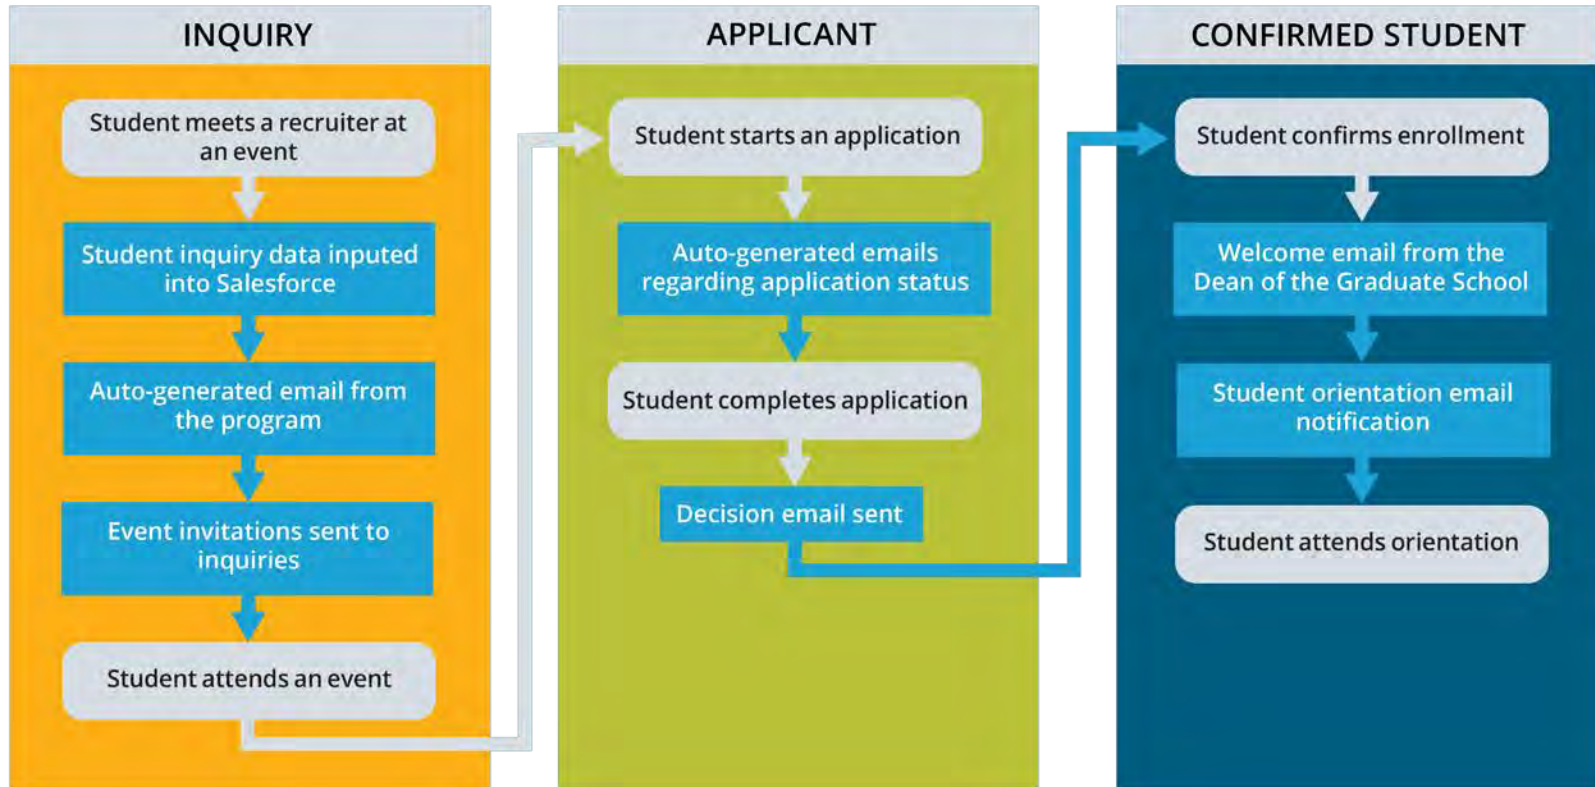 INQUIRY
Student meets a recruiter at
an event
Student inquiry data inputed
into Salesforce
Auto-generated email from
the program
Event invitations sent to
inquiries
Student attends an event
APPLICANT
Student starts an application
Auto-generated emails
regarding application status
Student completes application
Decision email sent
CONFIRMED STUDENT
Student confirms enrollment
Welcome email from the
Dean of the Graduate School
Student orientation email
notification
Student attends orientation